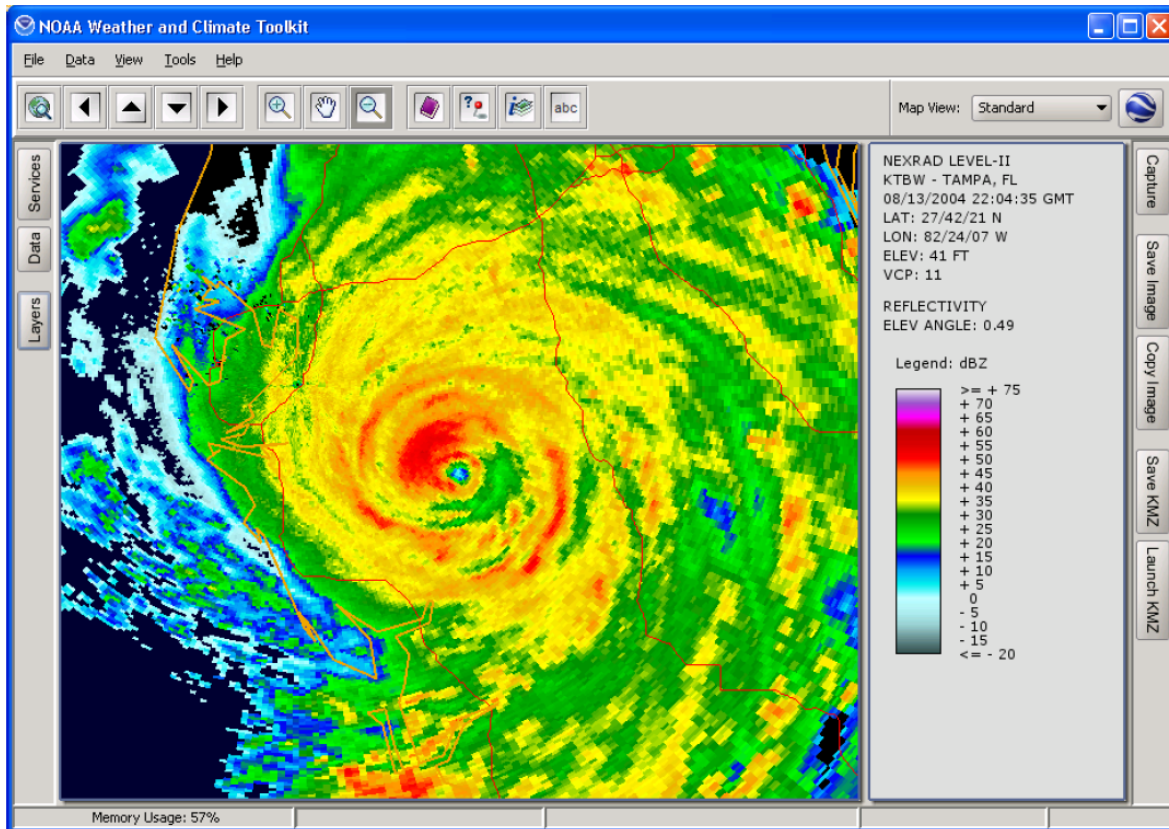 NOAA Weather and Climate Toolkit
File Data View Tools Help
abc
Map View: Standard
Services
Data
Layers
NEXRAD LEVEL-II
KTBW - TAMPA, FL
08/13/2004 22:04:35 GMT
LAT: 27/42/21 N
LON: 82/24/07 W
ELEV: 41 FT
VCP: 11
REFLECTIVITY
ELEV ANGLE: 0.49
Legend: dBZ
>= + 75
+ 70
+ 65
+ 60
+ 55
+ 50
+ 45
+ 40
+ 35
+ 30
+ 25
+ 20
+ 15
+ 10
+ 5
0
- 5
- 10
- 15
<= - 20
Capture
Save Image
Copy Image
Save KMZ
Launch KMZ
Memory Usage: 57%